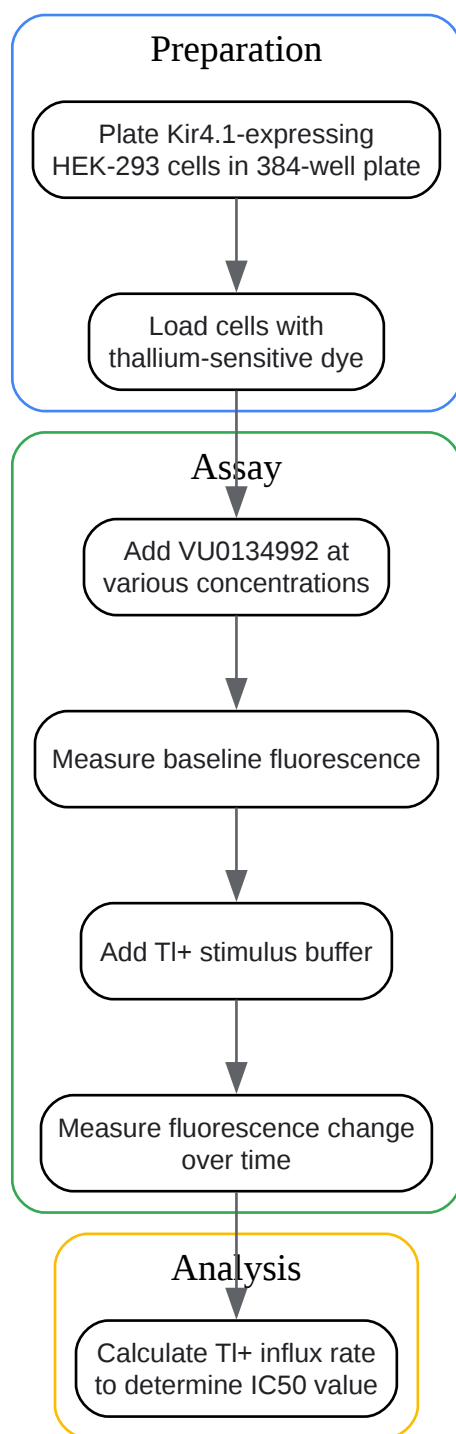 Preparation
Plate Kir4.1-expressing
HEK-293 cells in 384-well plate
Load cells with
thallium-sensitive dye
Assay
Add VU0134992 at
various concentrations
Measure baseline fluorescence
Add Tl+ stimulus buffer
Measure fluorescence change
over time
Analysis
Calculate Tl+ influx rate
to determine IC50 value